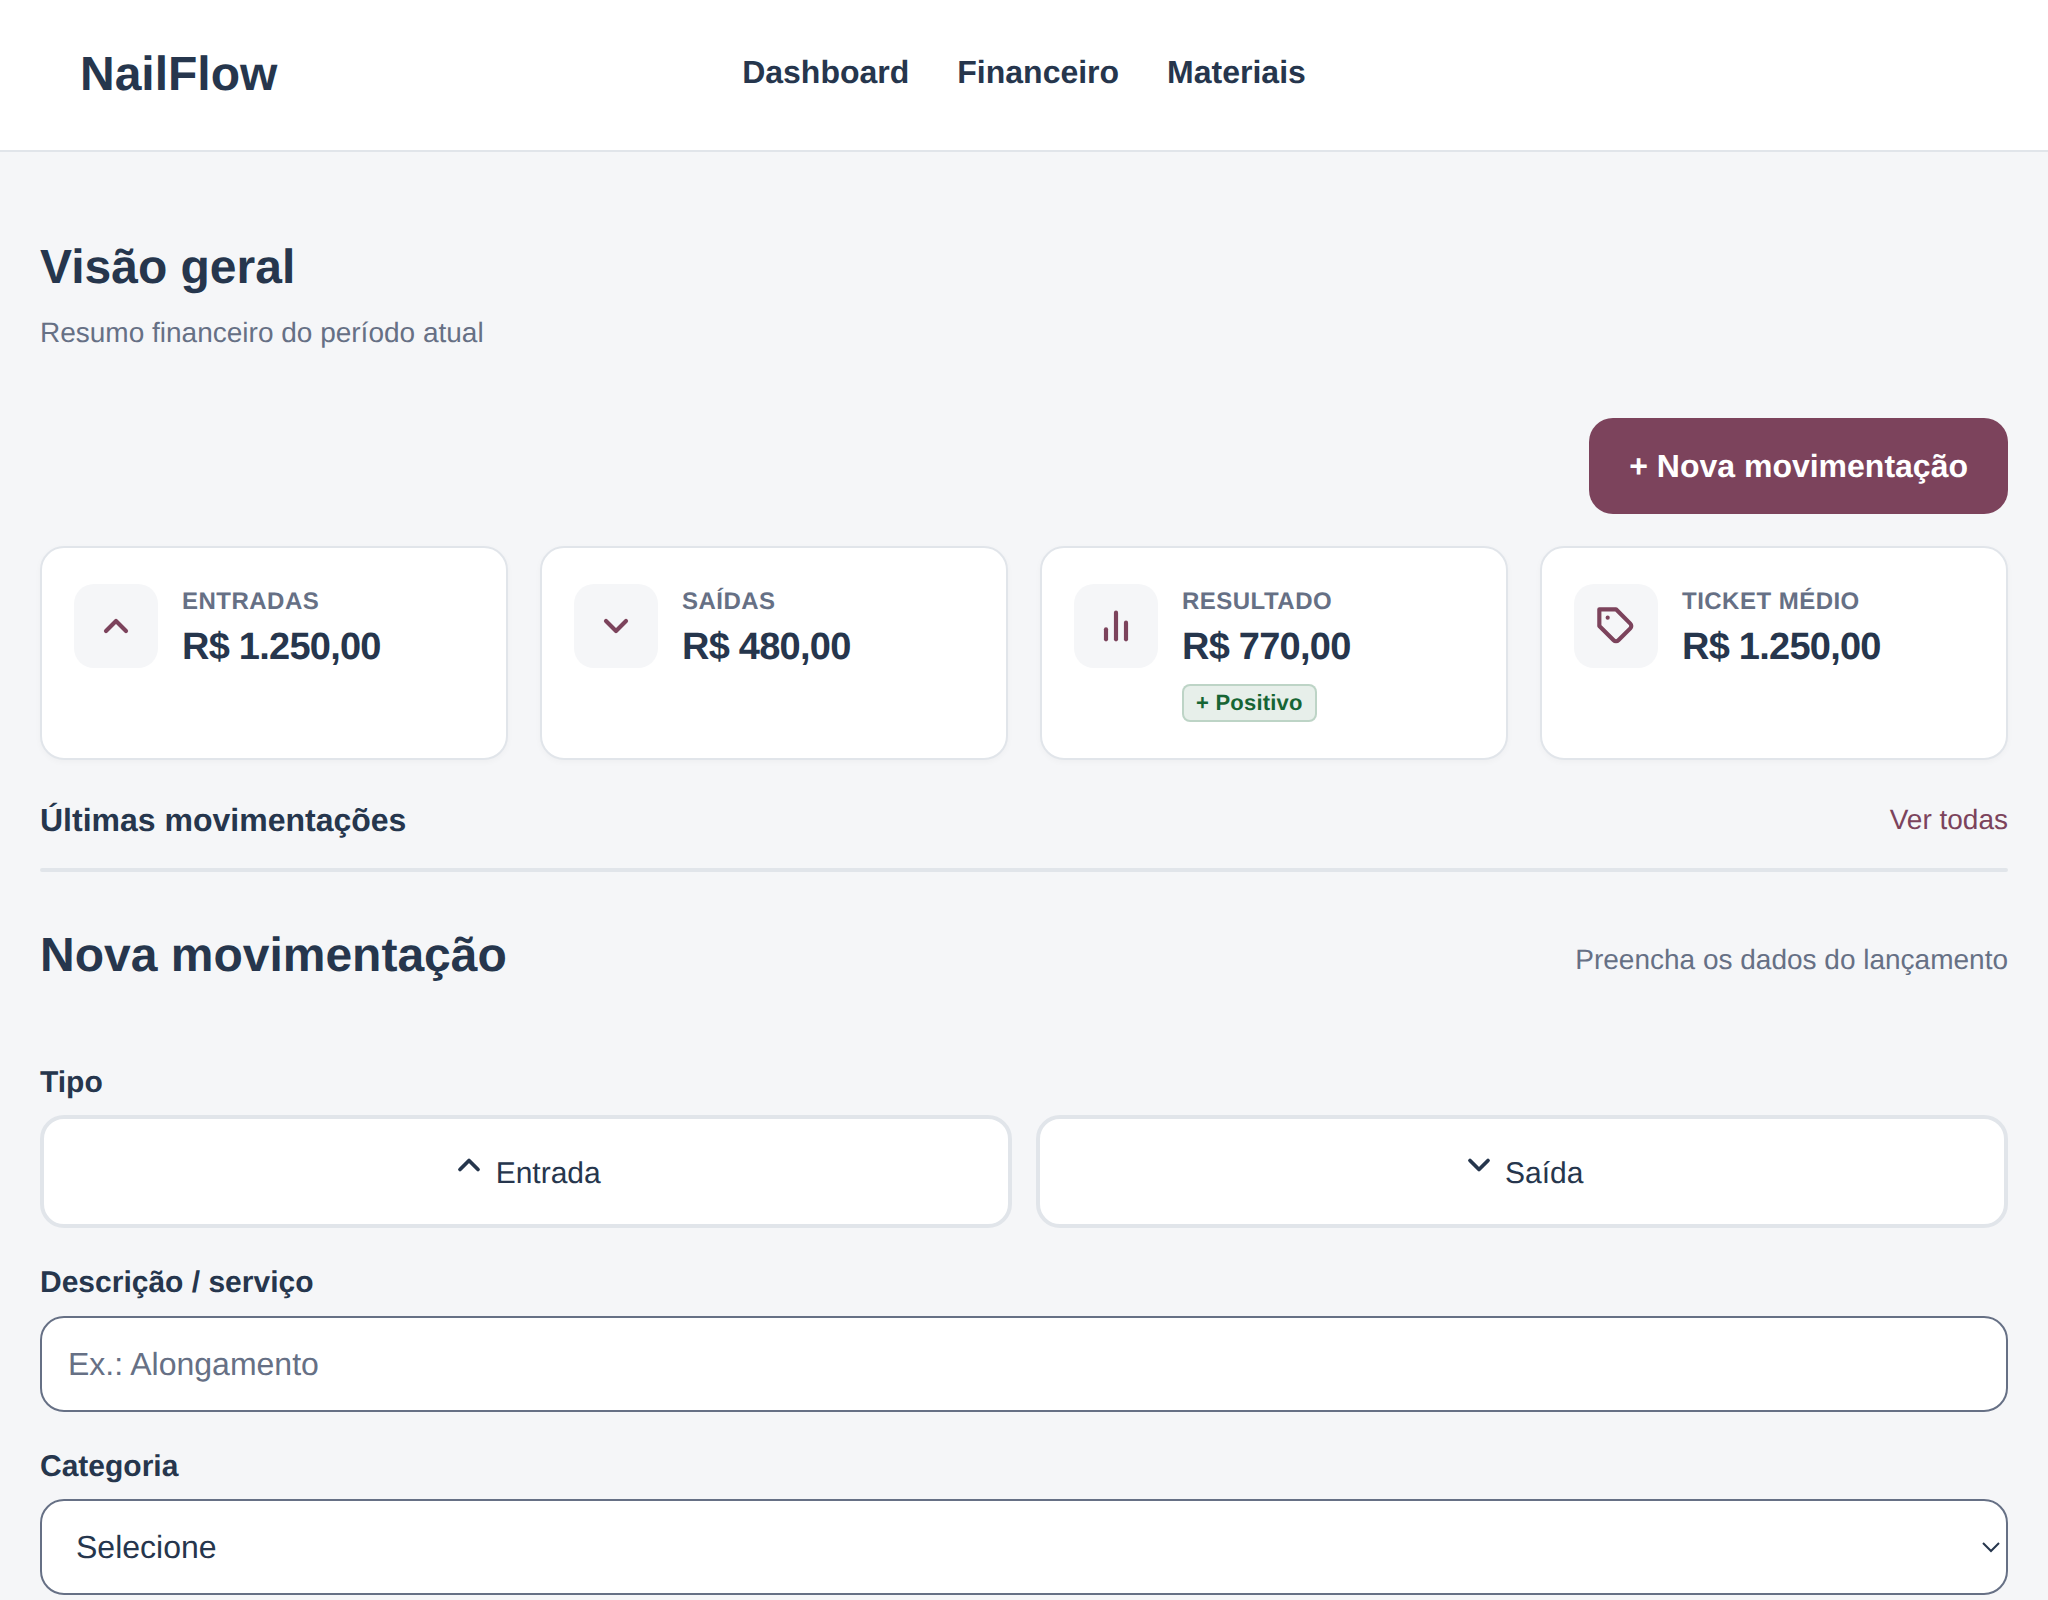 NailFlow
Dashboard Financeiro Materiais
Visão geral
Resumo financeiro do período atual
+ Nova movimentação
ENTRADAS
R$ 1.250,00
SAÍDAS
R$ 480,00
RESULTADO
R$ 770,00
+ Positivo
TICKET MÉDIO
R$ 1.250,00
Últimas movimentações
Ver todas
Nova movimentação
Preencha os dados do lançamento
Tipo
Entrada
Saída
Descrição / serviço
Ex.: Alongamento
Categoria
Selecione